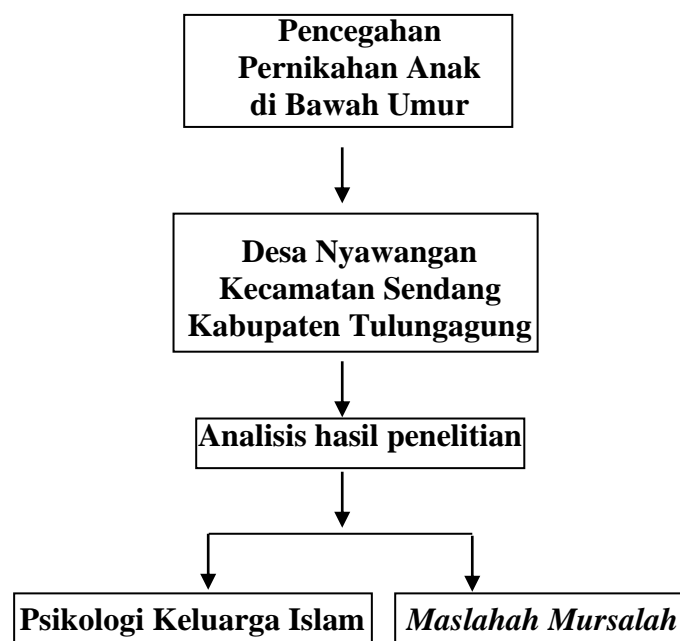 Pencegahan
Pernikahan Anak
di Bawah Umur
Desa Nyawangan
Kecamatan Sendang
Kabupaten Tulungagung
Analisis hasil penelitian
Psikologi Keluarga Islam
Maslahah Mursalah